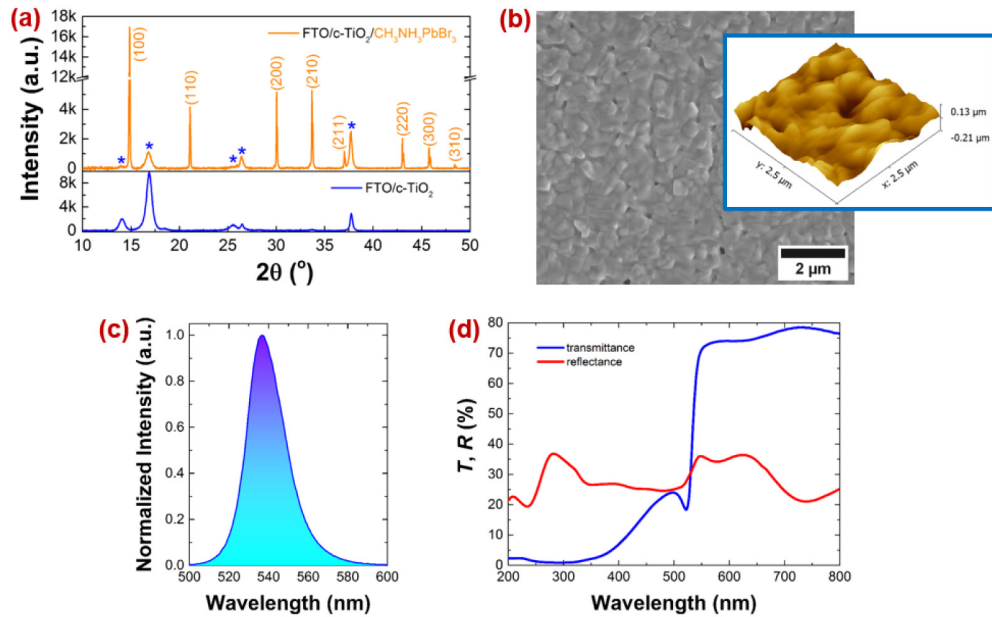 (a)
18k
16k
14k
12k
4k
2k
0
8k
0
Intensity (a.u.)
FTO/c-TiO₂/CH₃NH₃PbBr₃
(100)
(110)
(200)
(210)
(211)
(220)
(300)
(310)
* * * * *
FTO/c-TiO₂
10 15 20 25 30 35 40 45 50
2θ (°)
(b)
0.13 µm
-0.21 µm
y: 2.5 µm
x: 2.5 µm
2 µm
(c)
1.0
0.8
0.6
0.4
0.2
0.0
Normalized Intensity (a.u.)
500 520 540 560 580 600
Wavelength (nm)
(d)
80
70
60
50
40
30
20
10
0
T, R (%)
transmittance
reflectance
200 300 400 500 600 700 800
Wavelength (nm)